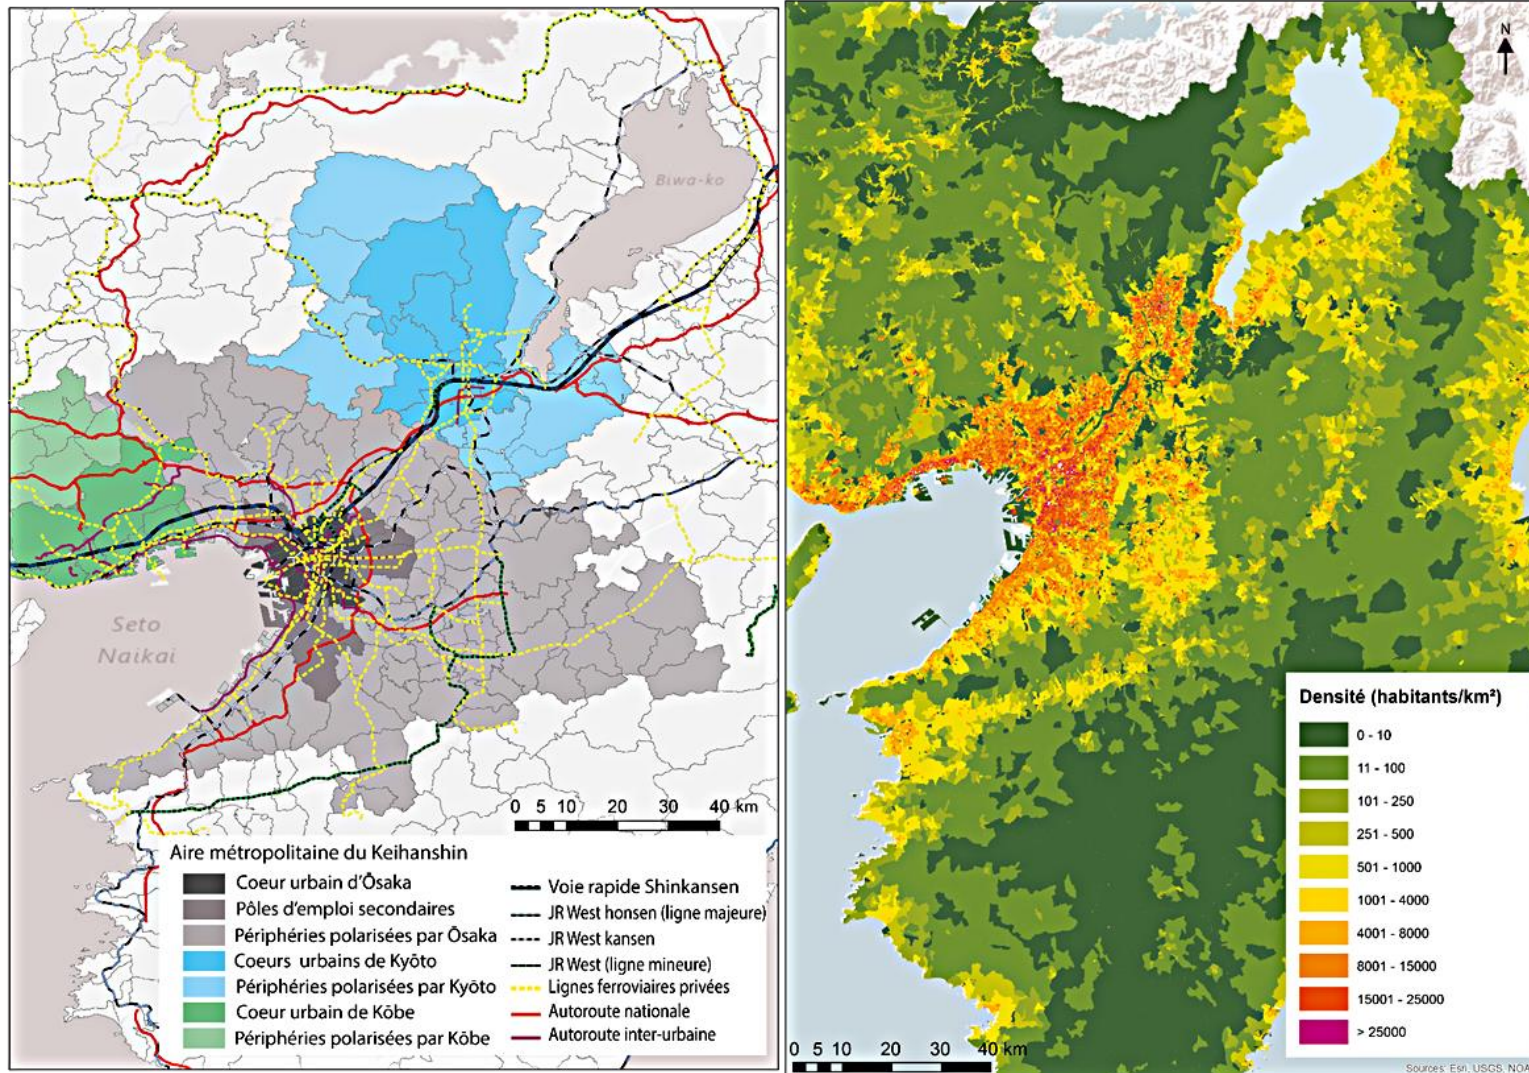 Biwa-ko
Seto
Naikai
0 5 10 20 30 40 km
Aire métropolitaine du Keihanshin
Coeur urbain d'Ōsaka
Pôles d'emploi secondaires
Périphéries polarisées par Ōsaka
Coeurs urbains de Kyōto
Périphéries polarisées par Kyōto
Coeur urbain de Kōbe
Périphéries polarisées par Kōbe
Voie rapide Shinkansen
JR West honsen (ligne majeure)
JR West kansen
JR West (ligne mineure)
Lignes ferroviaires privées
Autoroute nationale
Autoroute inter-urbaine
N
Densité (habitants/km²)
0 - 10
11 - 100
101 - 250
251 - 500
501 - 1000
1001 - 4000
4001 - 8000
8001 - 15000
15001 - 25000
> 25000
0 5 10 20 30 40 km
Sources: Esri, USGS, NOA